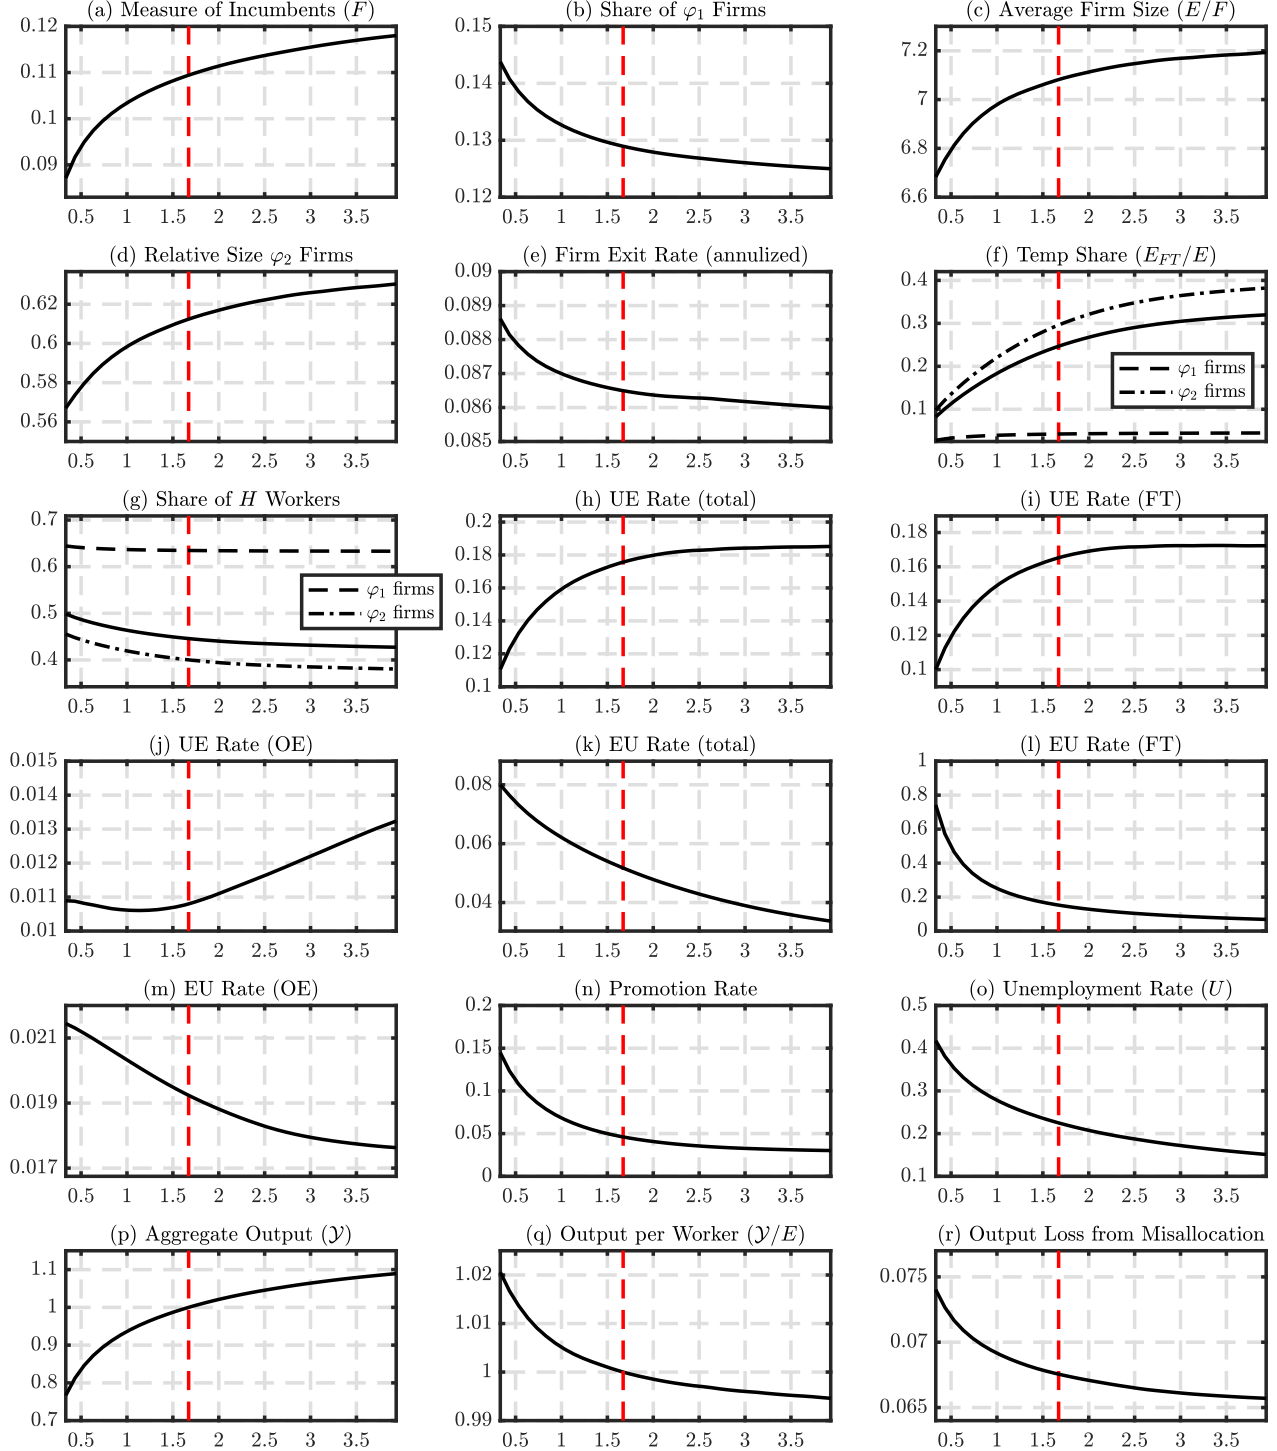 (a) Measure of Incumbents (F)
0.12
0.11
0.1
0.09
0.5 1 1.5 2 2.5 3 3.5
(b) Share of φ₁ Firms
0.15
0.14
0.13
0.12
0.5 1 1.5 2 2.5 3 3.5
(c) Average Firm Size (E/F)
7.2
7
6.8
6.6
0.5 1 1.5 2 2.5 3 3.5
(d) Relative Size φ₂ Firms
0.62
0.6
0.58
0.56
0.5 1 1.5 2 2.5 3 3.5
(e) Firm Exit Rate (annulized)
0.09
0.089
0.088
0.087
0.086
0.085
0.5 1 1.5 2 2.5 3 3.5
(f) Temp Share (E_FT/E)
0.4
0.3
0.2
0.1
φ₁ firms
φ₂ firms
0.5 1 1.5 2 2.5 3 3.5
(g) Share of H Workers
0.7
0.6
0.5
0.4
φ₁ firms
φ₂ firms
0.5 1 1.5 2 2.5 3 3.5
(h) UE Rate (total)
0.2
0.18
0.16
0.14
0.12
0.1
0.5 1 1.5 2 2.5 3 3.5
(i) UE Rate (FT)
0.18
0.16
0.14
0.12
0.1
0.5 1 1.5 2 2.5 3 3.5
(j) UE Rate (OE)
0.015
0.014
0.013
0.012
0.011
0.01
0.5 1 1.5 2 2.5 3 3.5
(k) EU Rate (total)
0.08
0.06
0.04
0.5 1 1.5 2 2.5 3 3.5
(l) EU Rate (FT)
1
0.8
0.6
0.4
0.2
0
0.5 1 1.5 2 2.5 3 3.5
(m) EU Rate (OE)
0.021
0.019
0.017
0.5 1 1.5 2 2.5 3 3.5
(n) Promotion Rate
0.2
0.15
0.1
0.05
0
0.5 1 1.5 2 2.5 3 3.5
(o) Unemployment Rate (U)
0.5
0.4
0.3
0.2
0.1
0.5 1 1.5 2 2.5 3 3.5
(p) Aggregate Output (𝒴)
1.1
1
0.9
0.8
0.7
0.5 1 1.5 2 2.5 3 3.5
(q) Output per Worker (𝒴/E)
1.02
1.01
1
0.99
0.5 1 1.5 2 2.5 3 3.5
(r) Output Loss from Misallocation
0.075
0.07
0.065
0.5 1 1.5 2 2.5 3 3.5